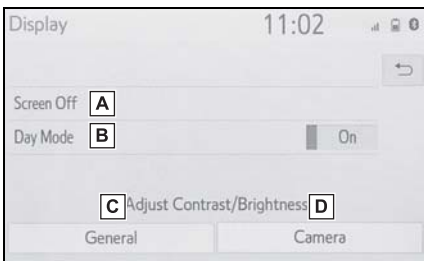 Display 11:02
Screen Off A
Day Mode B On
C Adjust Contrast/Brightness D
General Camera